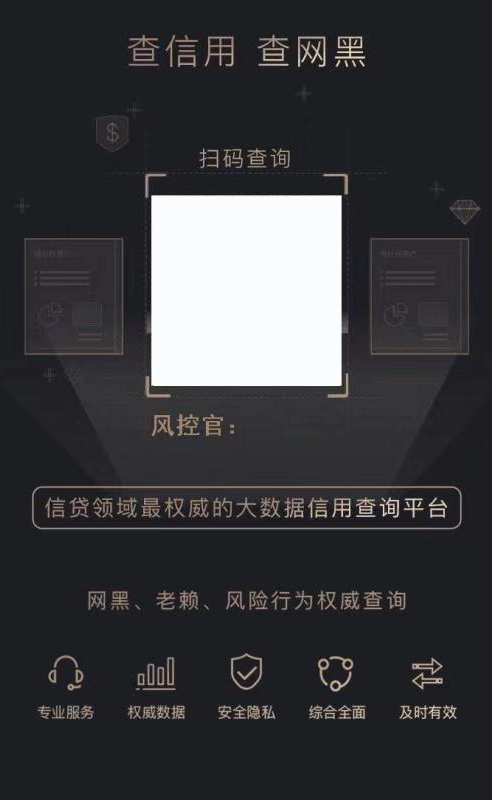 查信用 查网黑
$
扫码查询
风控官：
信贷领域最权威的大数据信用查询平台
网黑、老赖、风险行为权威查询
专业服务 权威数据 安全隐私 综合全面 及时有效